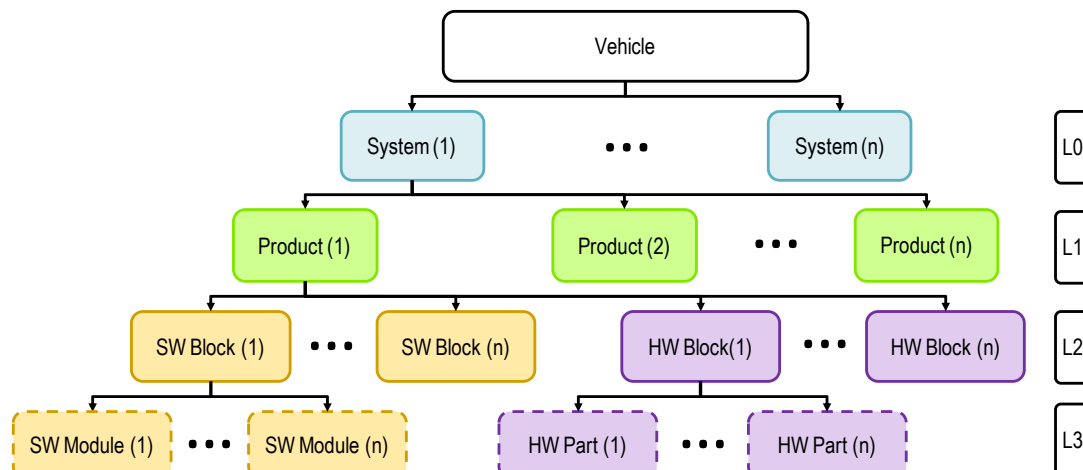 Vehicle
System (1)
System (n)
L0
Product (1)
Product (2)
Product (n)
L1
SW Block (1)
SW Block (n)
HW Block(1)
HW Block (n)
L2
SW Module (1)
SW Module (n)
HW Part (1)
HW Part (n)
L3